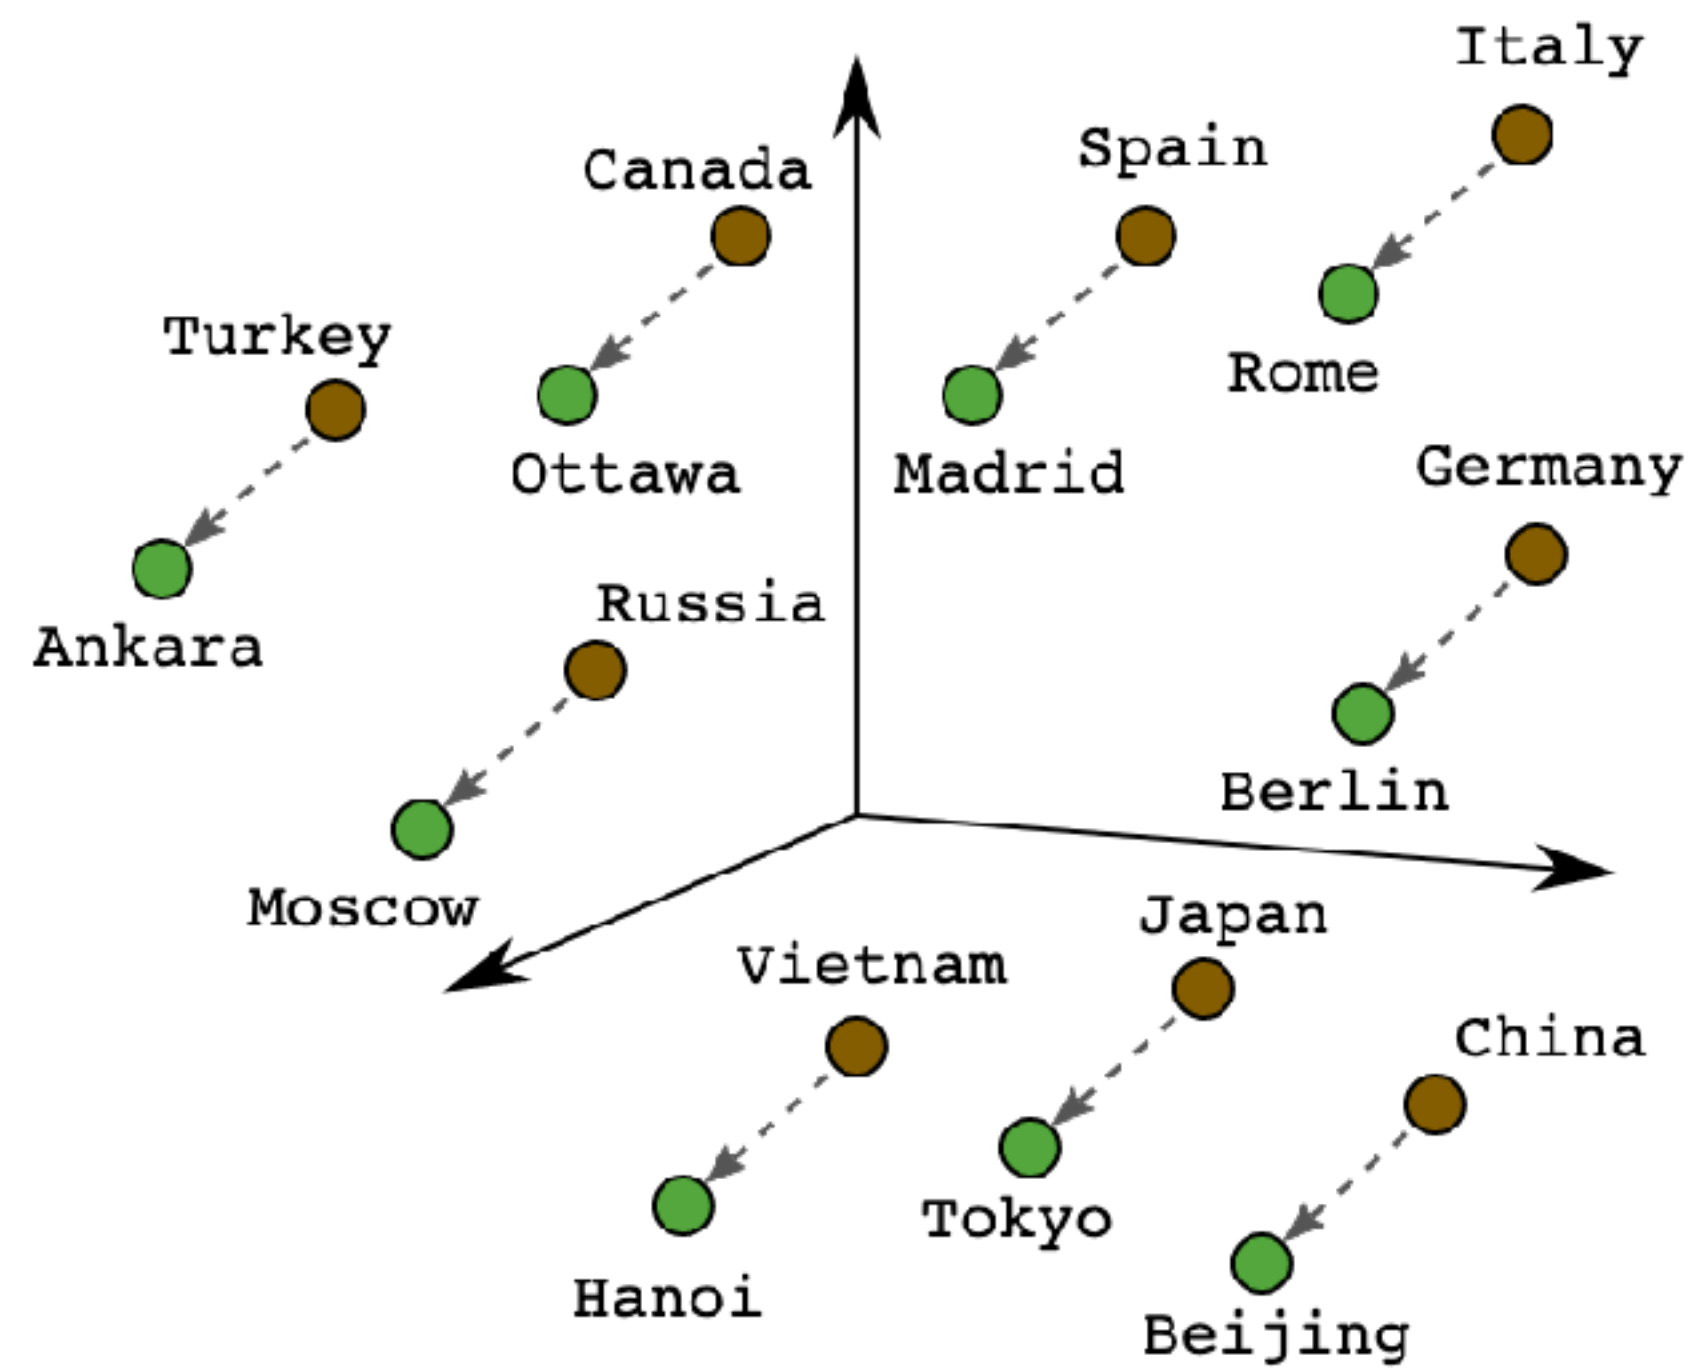 Italy
Spain
Canada
Turkey
Rome
Ottawa
Madrid
Germany
Russia
Ankara
Berlin
Moscow
Japan
Vietnam
China
Tokyo
Hanoi
Beijing